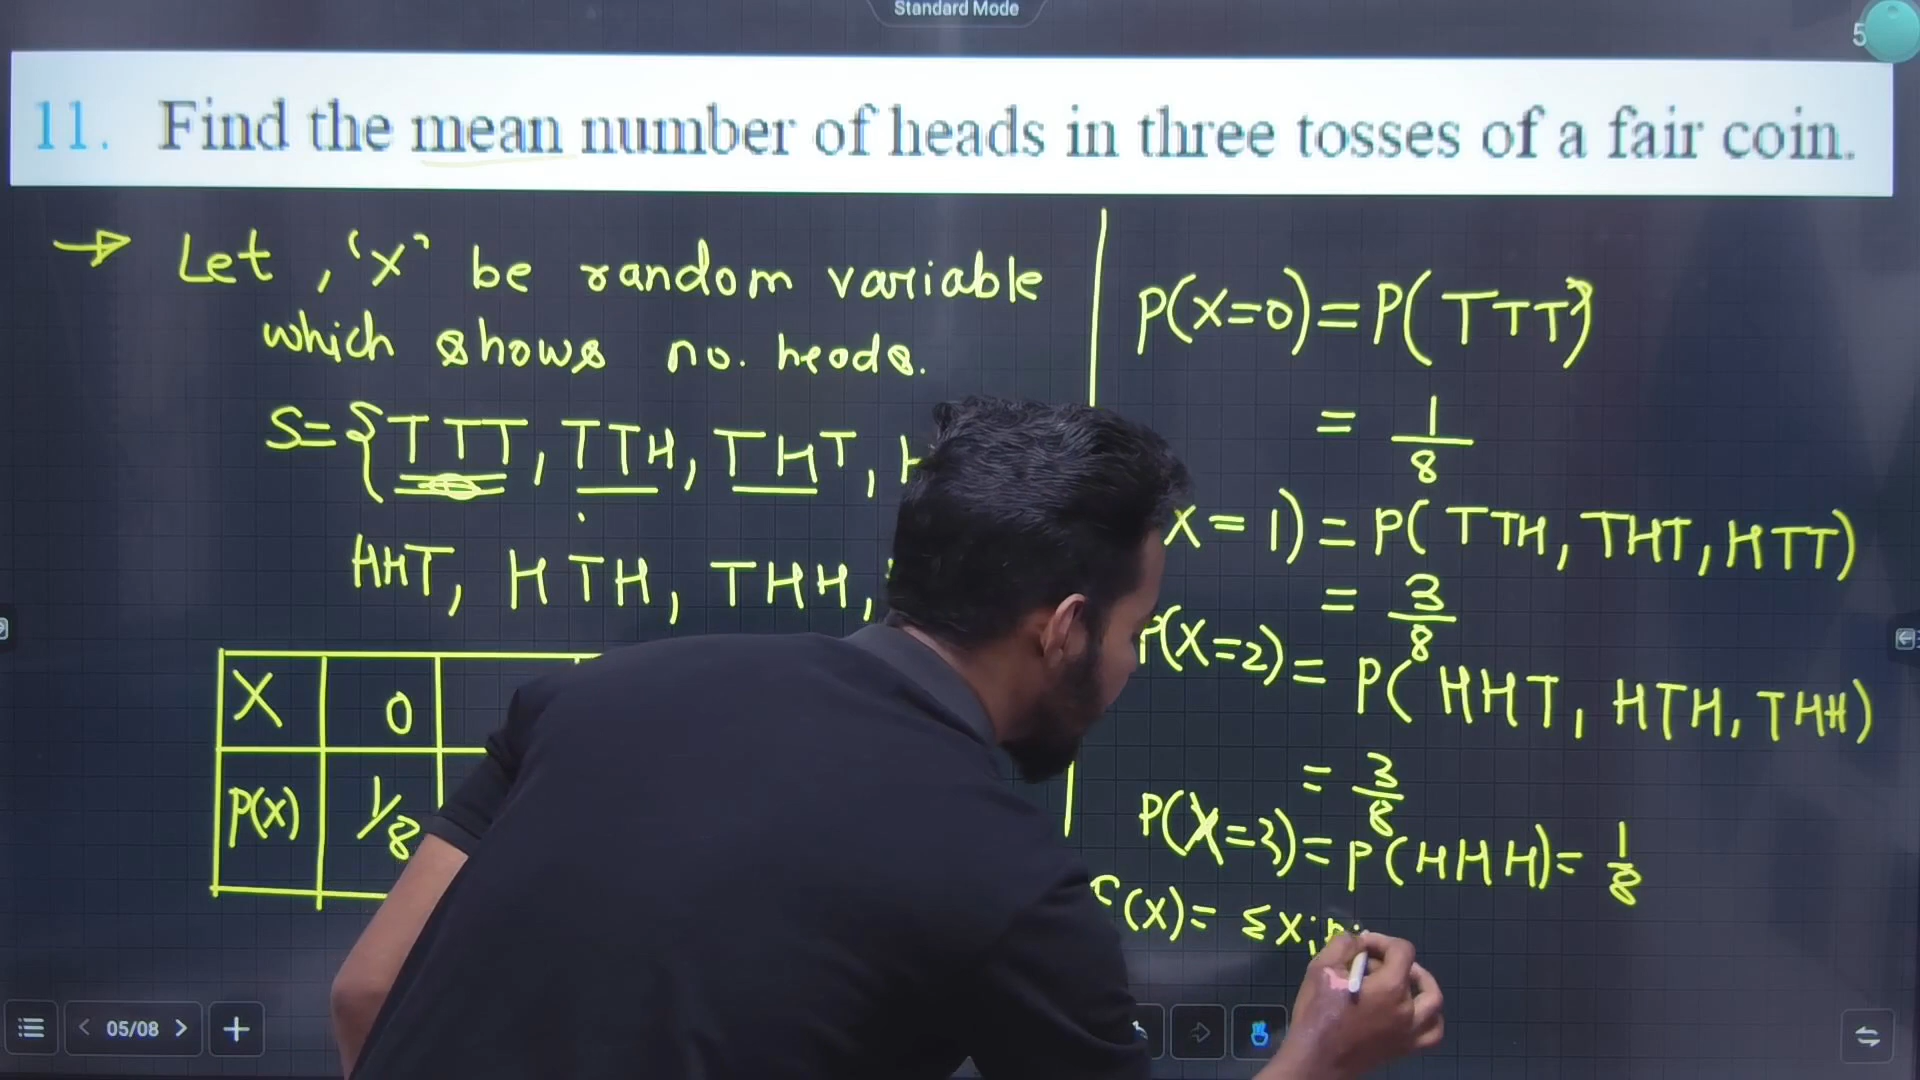 Standard Mode
5
11. Find the mean number of heads in three tosses of a fair coin.
→ Let, 'X' be random variable
which shows no. heads.
S={TTT, TTH, THT, H
HHT, HTH, THH,
X 0
P(X) 1/8
P(X=0)=P(TTT)
= 1/8
X=1)=P(TTH, THT, HTT)
= 3/8
P(X=2)= P(HHT, HTH, THH)
= 3/8
P(X=3)=P(HHH)= 1/8
(X)= Σxi
05/08